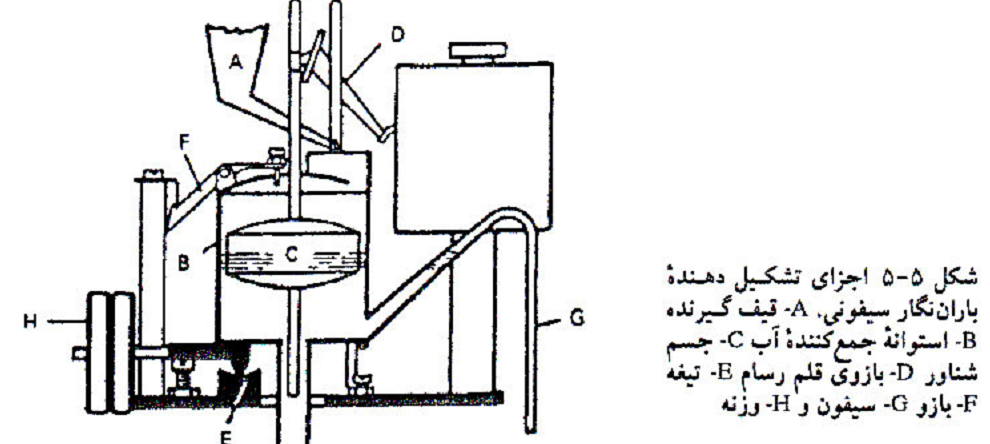 A
D
F
B
C
H
G
E
شکل ۵-۵ اجزای تشکیل دهندهٔ
باران‌نگار سیفونی. A- قیف گیرنده
B- استوانهٔ جمع‌کنندهٔ آب C- جسم
شناور D- بازوی قلم رسام E- تیغه
F- بازو G- سیفون و H- وزنه